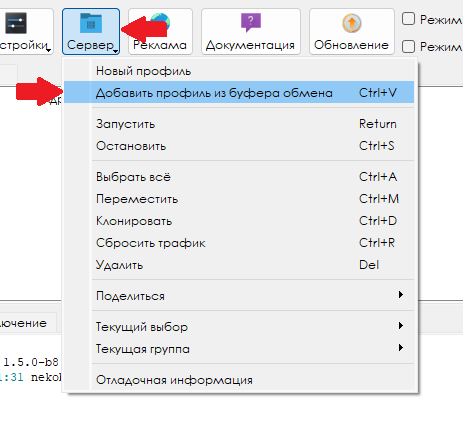 стройки Сервер Реклама Документация Обновление
Режим
Режим
Новый профиль
Добавить профиль из буфера обмена Ctrl+V
Запустить Return
Остановить Ctrl+S
Выбрать всё Ctrl+A
Переместить Ctrl+M
Клонировать Ctrl+D
Сбросить трафик Ctrl+R
Удалить Del
Поделиться
Текущий выбор
Текущая группа
Отладочная информация
ючение
1.5.0-b8
:31 neko